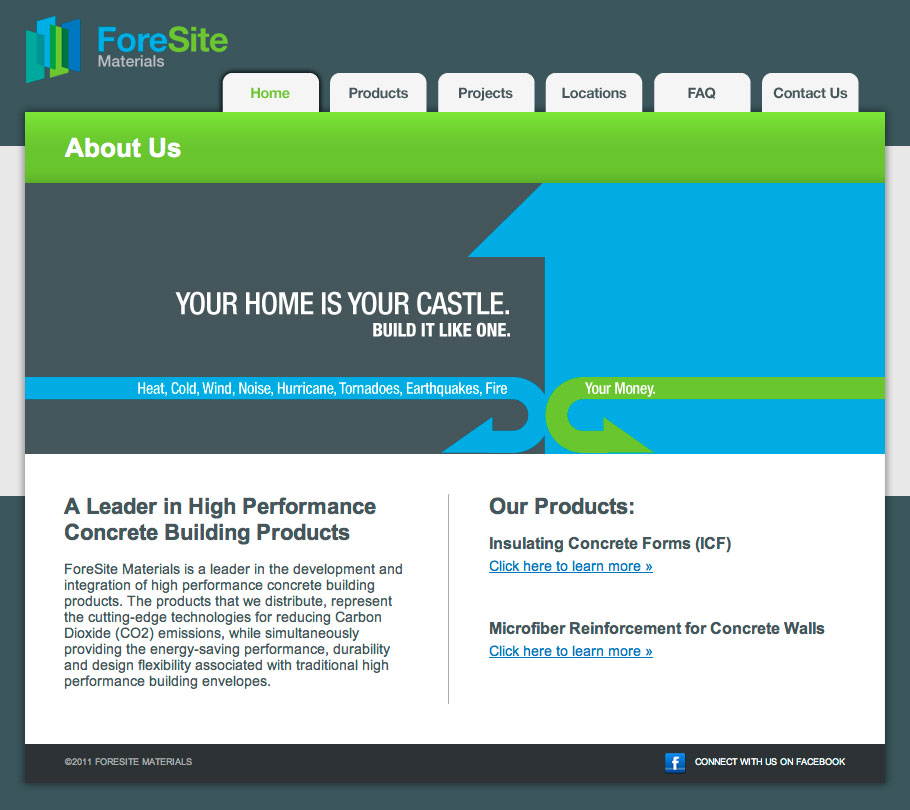 ForeSite
Materials
Home
Products
Projects
Locations
FAQ
Contact Us
About Us
YOUR HOME IS YOUR CASTLE.
BUILD IT LIKE ONE.
Heat, Cold, Wind, Noise, Hurricane, Tornadoes, Earthquakes, Fire
Your Money.
A Leader in High Performance
Concrete Building Products
ForeSite Materials is a leader in the development and
integration of high performance concrete building
products. The products that we distribute, represent
the cutting-edge technologies for reducing Carbon
Dioxide (CO2) emissions, while simultaneously
providing the energy-saving performance, durability
and design flexibility associated with traditional high
performance building envelopes.
Our Products:
Insulating Concrete Forms (ICF)
Click here to learn more »
Microfiber Reinforcement for Concrete Walls
Click here to learn more »
©2011 FORESITE MATERIALS
f
CONNECT WITH US ON FACEBOOK